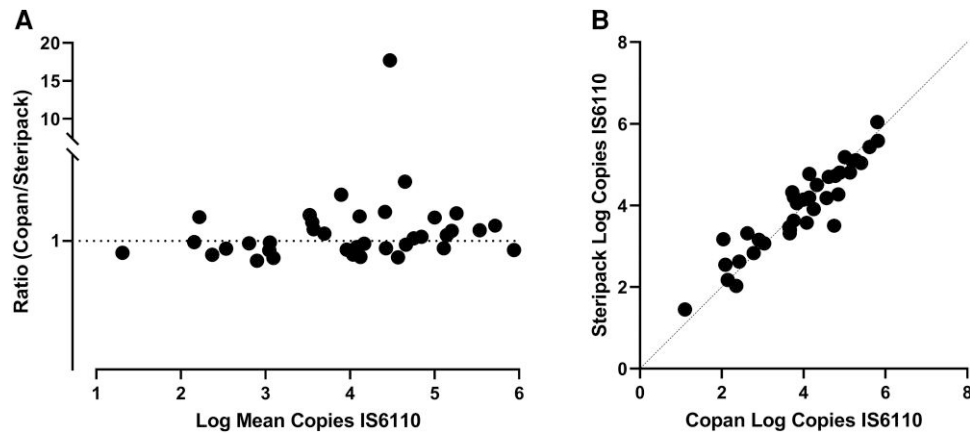 A
Ratio (Copan/Steripack)
20
15
10
1
1 2 3 4 5 6
Log Mean Copies IS6110
B
Steripack Log Copies IS6110
8
6
4
2
0
0 2 4 6 8
Copan Log Copies IS6110